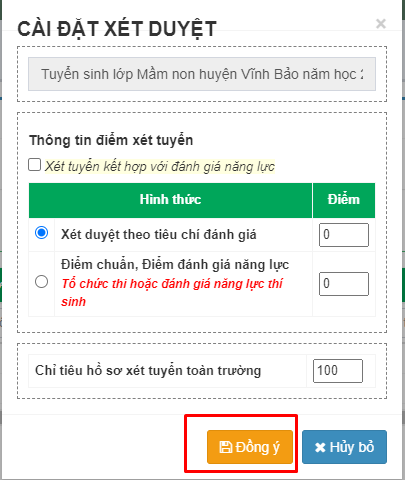 CÀI ĐẶT XÉT DUYỆT
×
Tuyển sinh lớp Mầm non huyện Vĩnh Bảo năm học 2
Thông tin điểm xét tuyển
Xét tuyển kết hợp với đánh giá năng lực
Hình thức Điểm
Xét duyệt theo tiêu chí đánh giá 0
Điểm chuẩn, Điểm đánh giá năng lực 0
Tổ chức thi hoặc đánh giá năng lực thí
sinh
Chỉ tiêu hồ sơ xét tuyển toàn trường 100
Đồng ý Hủy bỏ